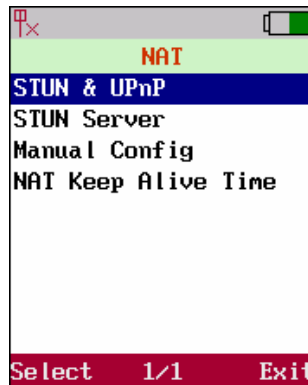 NAT
STUN & UPnP
STUN Server
Manual Config
NAT Keep Alive Time
Select 1/1 Exit